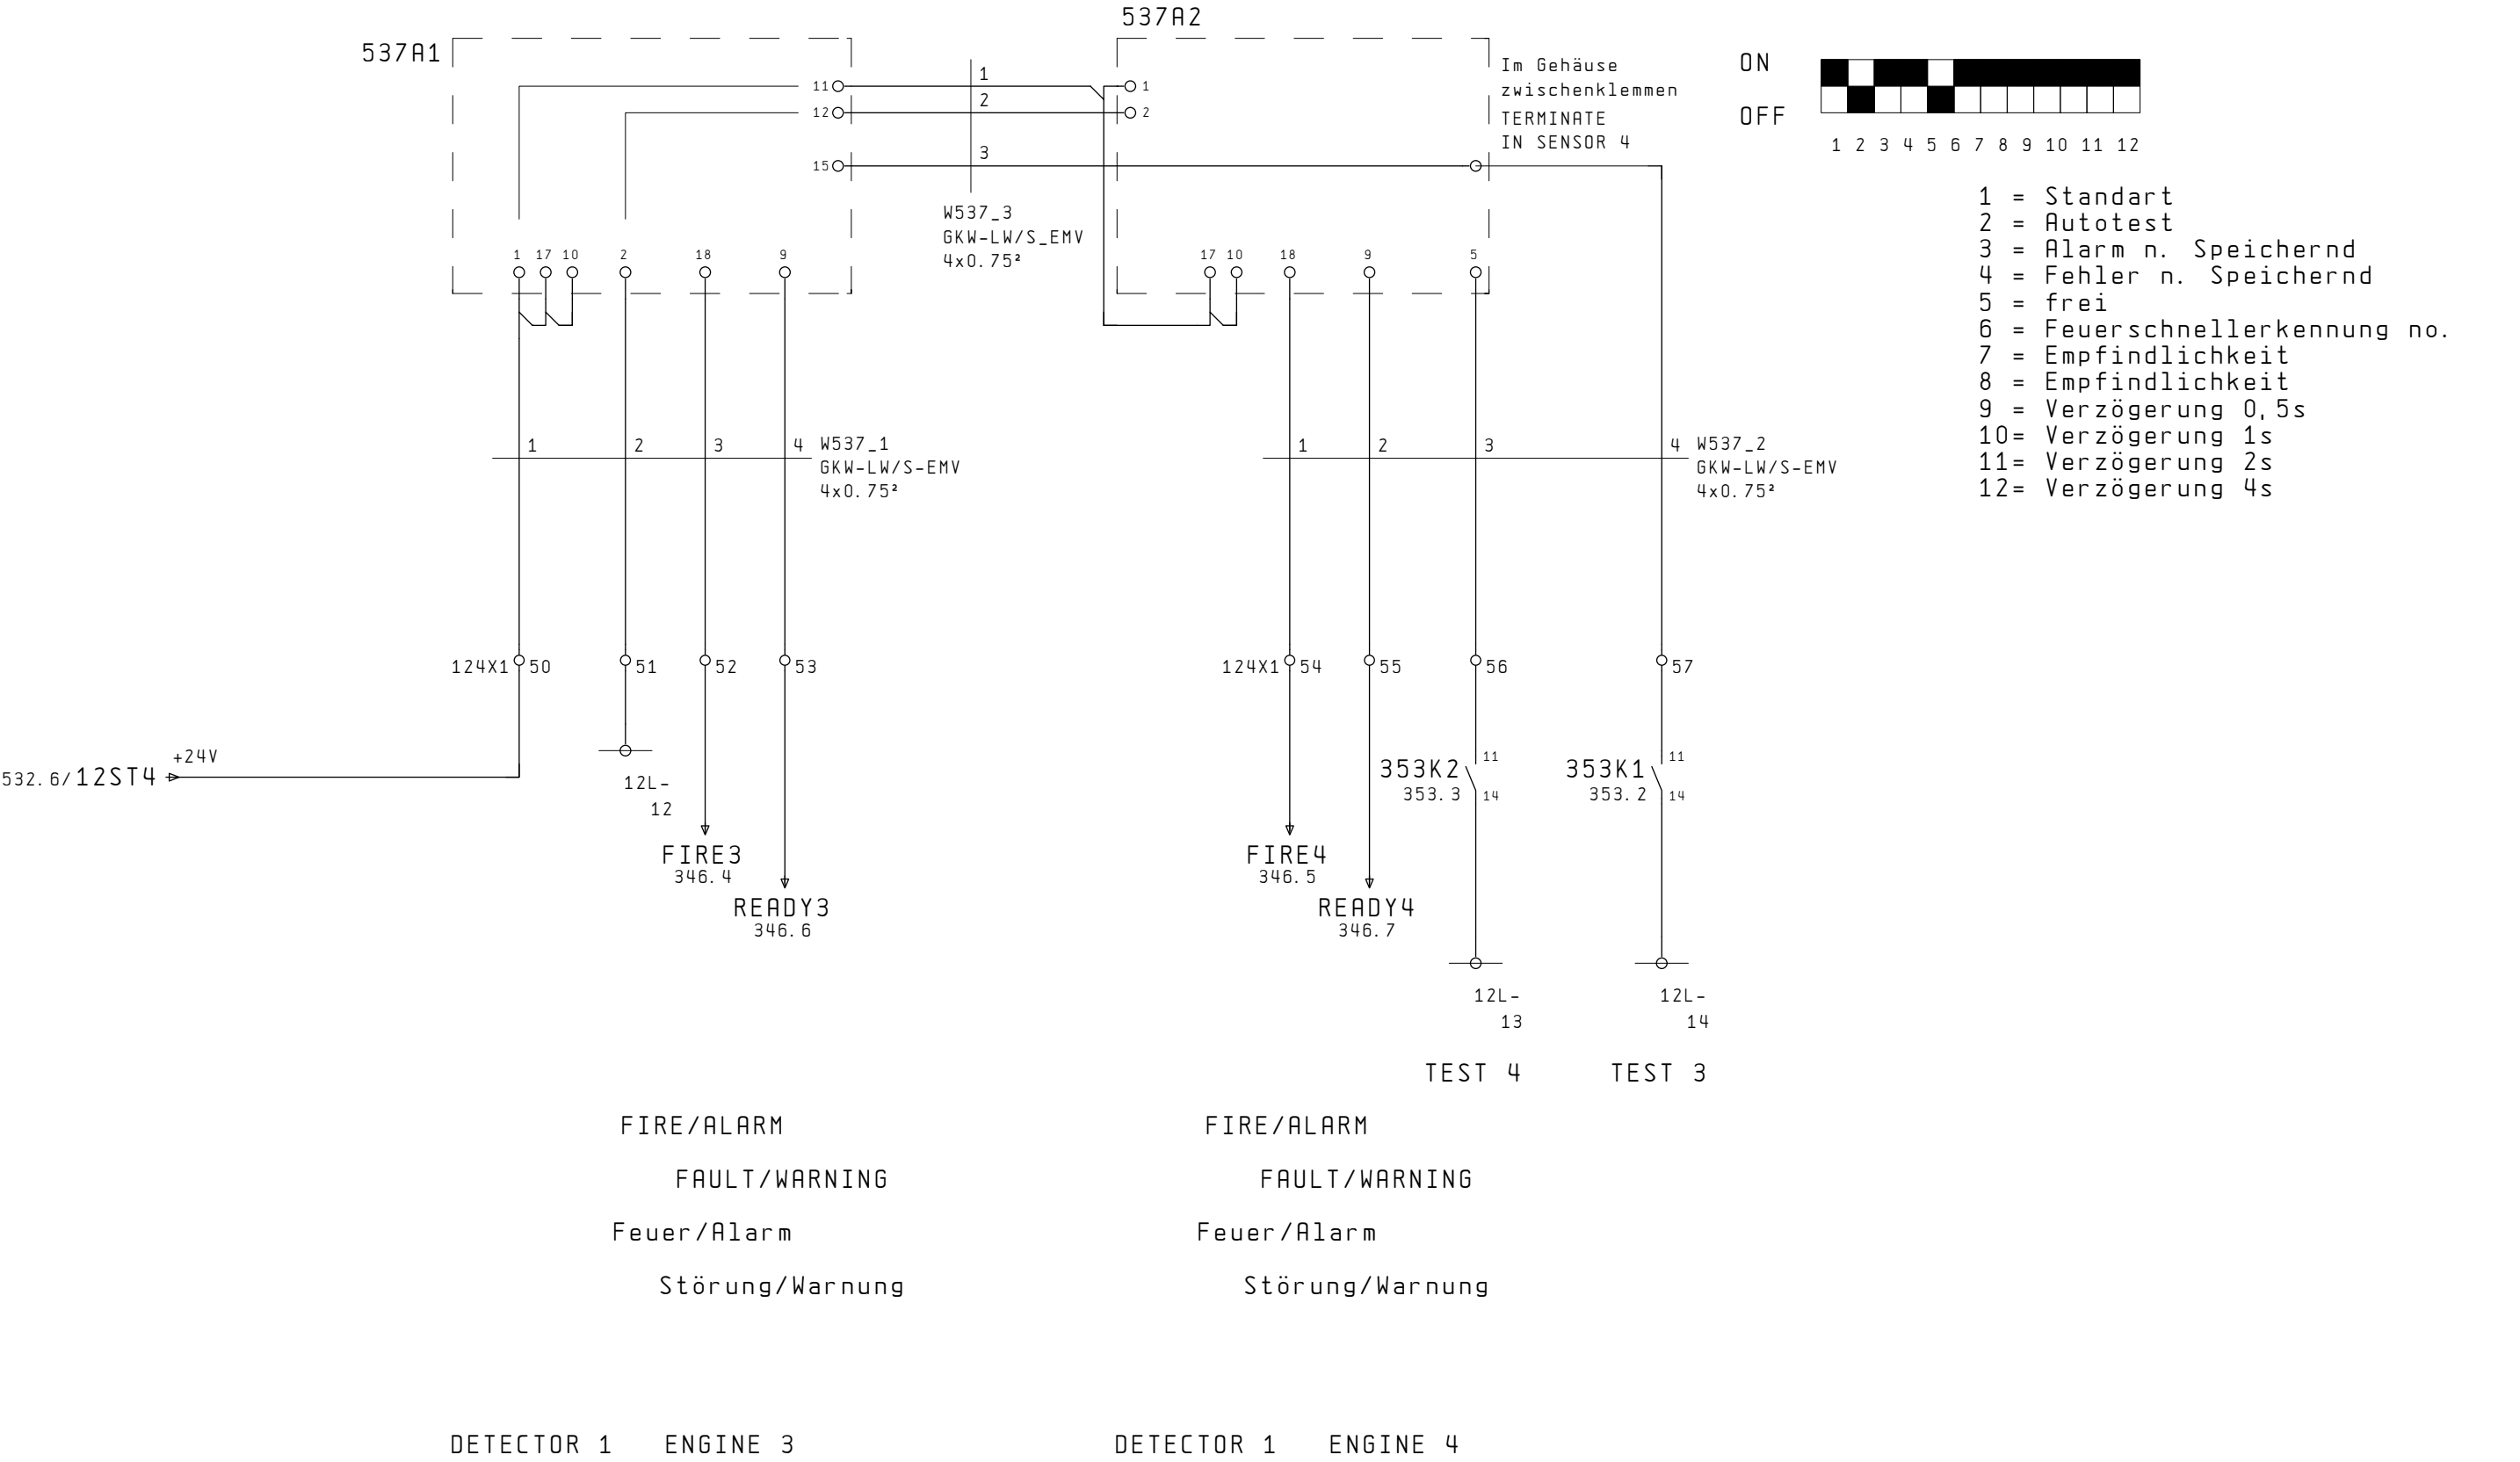 537A2
537A1
11
12
15
1
2
3
1
2
Im Gehäuse
zwischenklemmen
TERMINATE
IN SENSOR 4
ON
OFF
1 2 3 4 5 6 7 8 9 10 11 12
W537_3
GKW-LW/S_EMV
4x0.75²
1 17 10 2 18 9
17 10 18 9 5
1 = Standart
2 = Autotest
3 = Alarm n. Speichernd
4 = Fehler n. Speichernd
5 = frei
6 = Feuerschnellerkennung no.
7 = Empfindlichkeit
8 = Empfindlichkeit
9 = Verzögerung 0,5s
10= Verzögerung 1s
11= Verzögerung 2s
12= Verzögerung 4s
1 2 3 4
W537_1
GKW-LW/S-EMV
4x0.75²
1 2 3 4
W537_2
GKW-LW/S-EMV
4x0.75²
124X1 50 51 52 53
124X1 54 55 56 57
532.6/12ST4
+24V
12L-
12
353K2
353.3
11
14
353K1
353.2
11
14
FIRE3
346.4
READY3
346.6
FIRE4
346.5
READY4
346.7
12L-
13
12L-
14
TEST 4
TEST 3
FIRE/ALARM
FAULT/WARNING
Feuer/Alarm
Störung/Warnung
FIRE/ALARM
FAULT/WARNING
Feuer/Alarm
Störung/Warnung
DETECTOR 1 ENGINE 3
DETECTOR 1 ENGINE 4